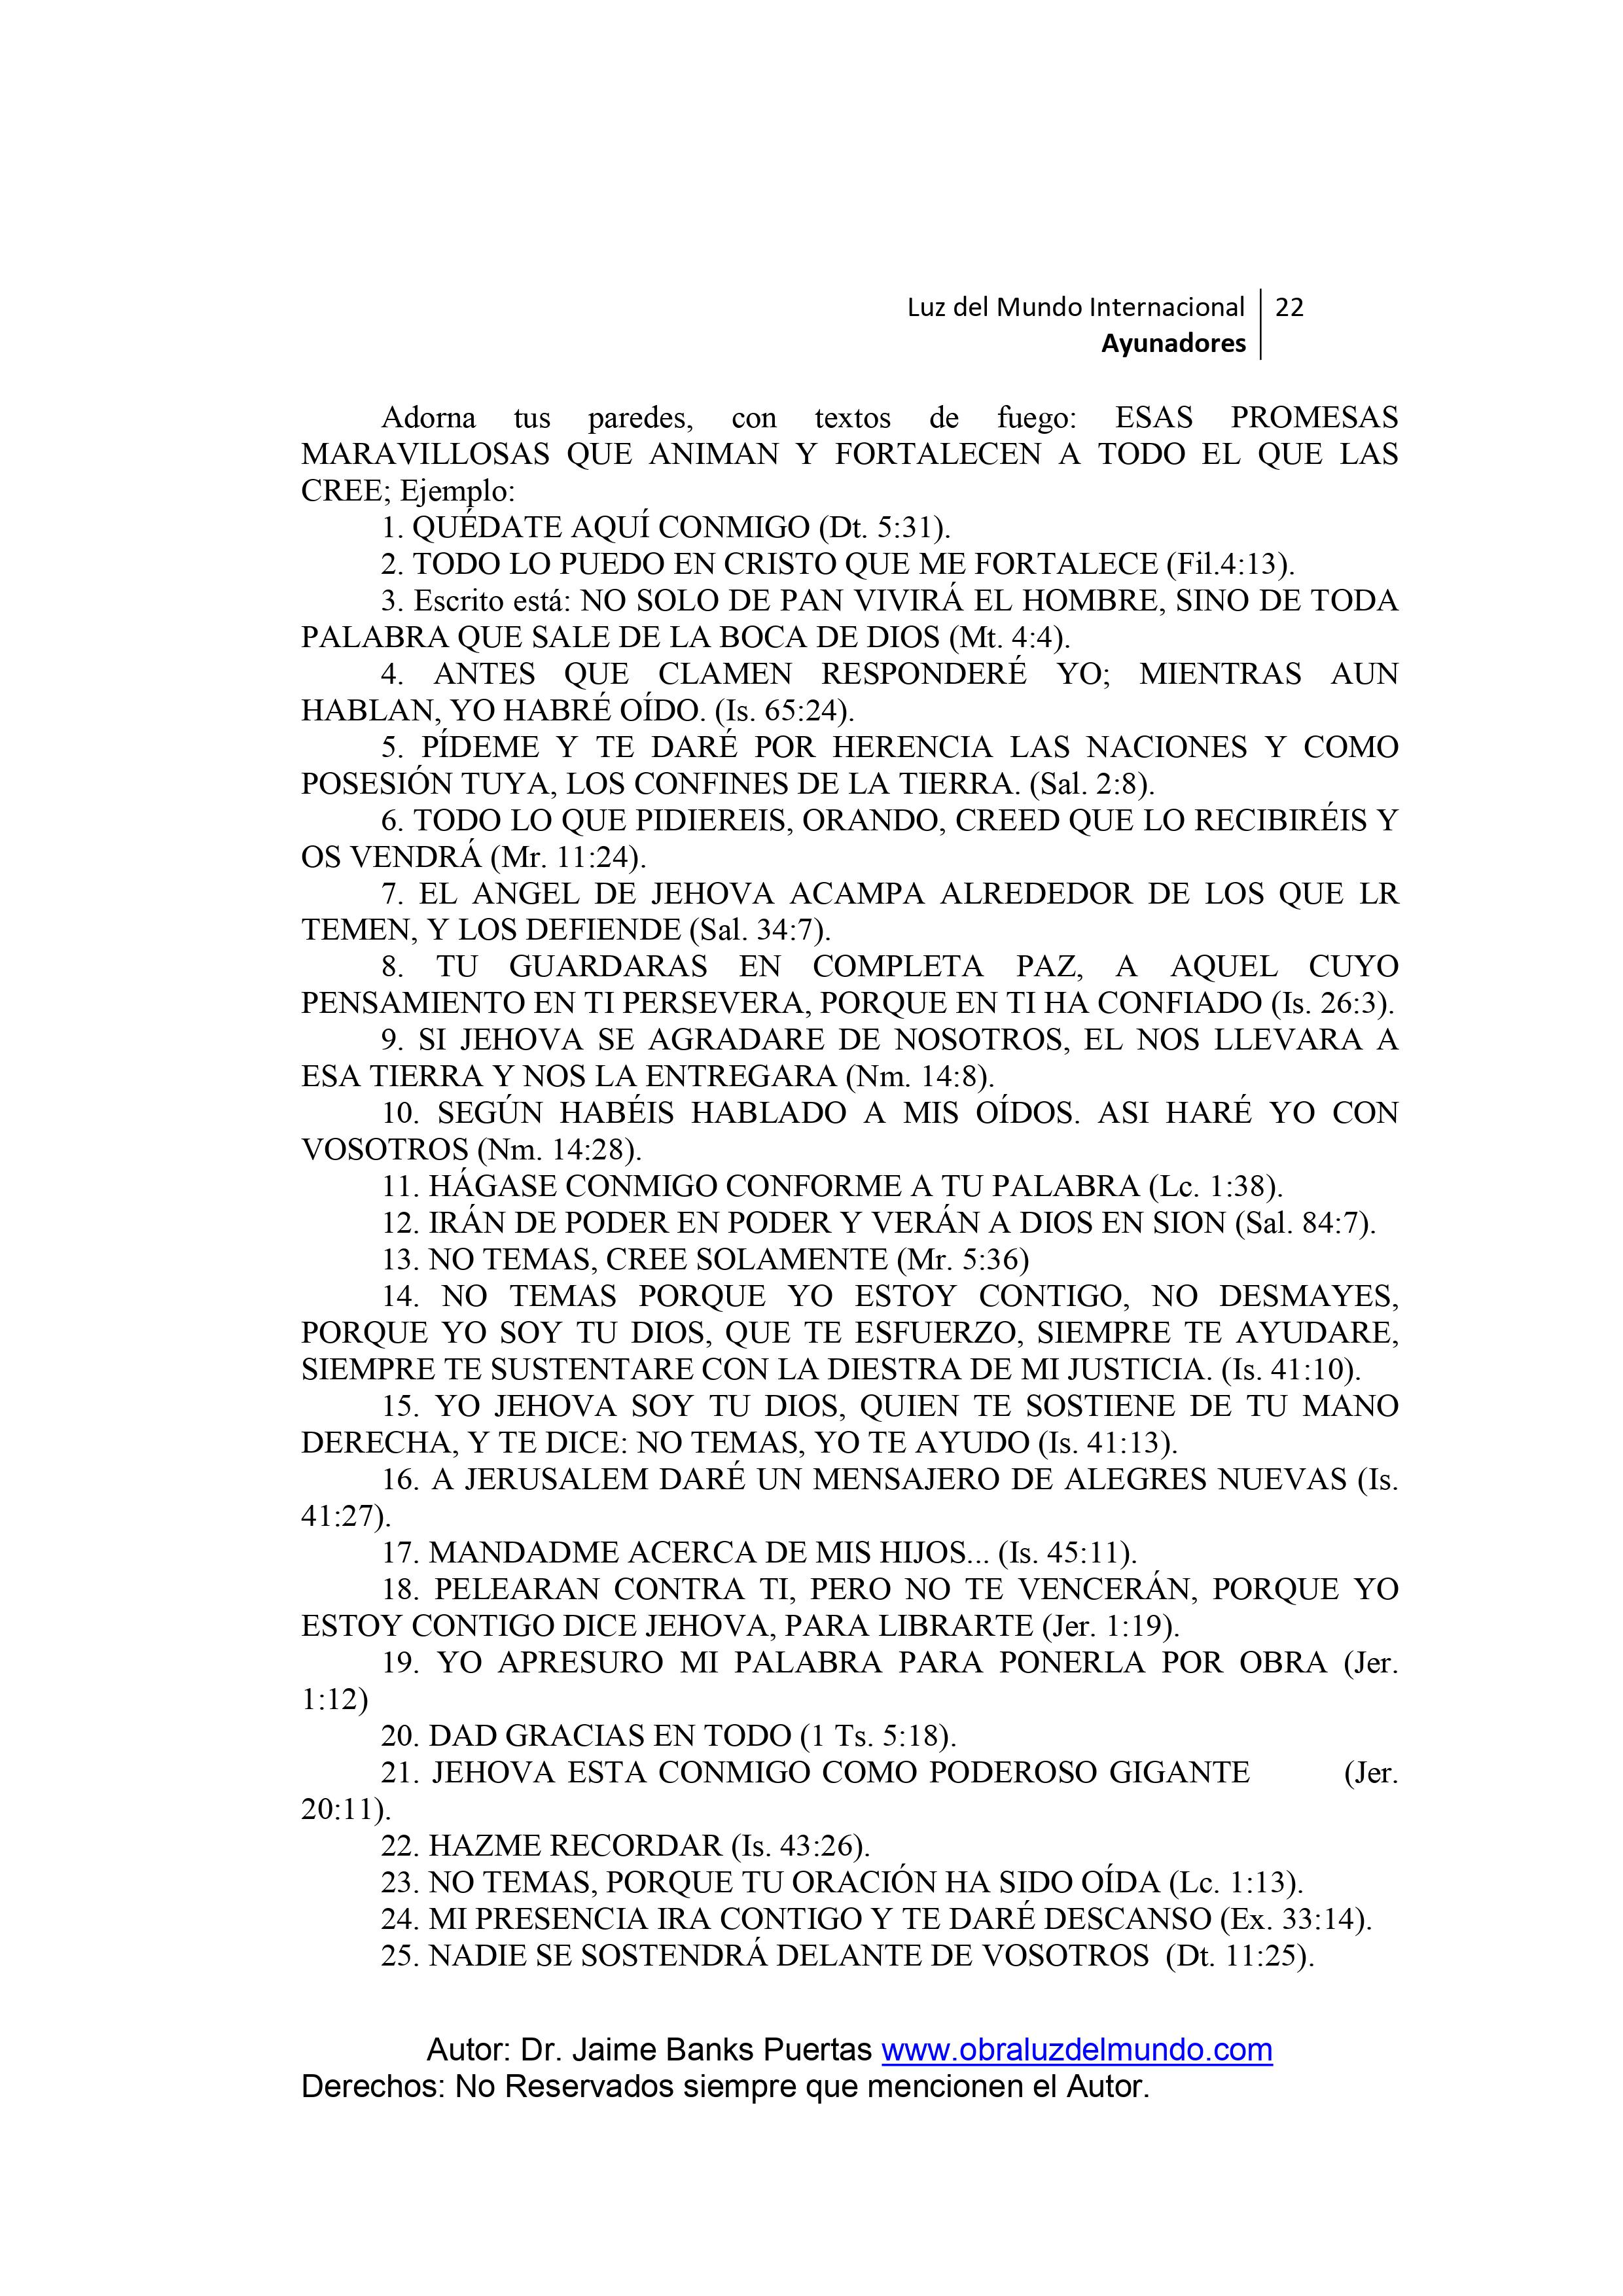 Luz del Mundo Internacional 22
Ayunadores
Adorna tus paredes, con textos de fuego: ESAS PROMESAS
MARAVILLOSAS QUE ANIMAN Y FORTALECEN A TODO EL QUE LAS
CREE; Ejemplo:
1. QUÉDATE AQUÍ CONMIGO (Dt. 5:31).
2. TODO LO PUEDO EN CRISTO QUE ME FORTALECE (Fil.4:13).
3. Escrito está: NO SOLO DE PAN VIVIRÁ EL HOMBRE, SINO DE TODA
PALABRA QUE SALE DE LA BOCA DE DIOS (Mt. 4:4).
4. ANTES QUE CLAMEN RESPONDERÉ YO; MIENTRAS AUN
HABLAN, YO HABRÉ OÍDO. (Is. 65:24).
5. PÍDEME Y TE DARÉ POR HERENCIA LAS NACIONES Y COMO
POSESIÓN TUYA, LOS CONFINES DE LA TIERRA. (Sal. 2:8).
6. TODO LO QUE PIDIEREIS, ORANDO, CREED QUE LO RECIBIRÉIS Y
OS VENDRÁ (Mr. 11:24).
7. EL ANGEL DE JEHOVA ACAMPA ALREDEDOR DE LOS QUE LR
TEMEN, Y LOS DEFIENDE (Sal. 34:7).
8. TU GUARDARAS EN COMPLETA PAZ, A AQUEL CUYO
PENSAMIENTO EN TI PERSEVERA, PORQUE EN TI HA CONFIADO (Is. 26:3).
9. SI JEHOVA SE AGRADARE DE NOSOTROS, EL NOS LLEVARA A
ESA TIERRA Y NOS LA ENTREGARA (Nm. 14:8).
10. SEGÚN HABÉIS HABLADO A MIS OÍDOS. ASI HARÉ YO CON
VOSOTROS (Nm. 14:28).
11. HÁGASE CONMIGO CONFORME A TU PALABRA (Lc. 1:38).
12. IRÁN DE PODER EN PODER Y VERÁN A DIOS EN SION (Sal. 84:7).
13. NO TEMAS, CREE SOLAMENTE (Mr. 5:36)
14. NO TEMAS PORQUE YO ESTOY CONTIGO, NO DESMAYES,
PORQUE YO SOY TU DIOS, QUE TE ESFUERZO, SIEMPRE TE AYUDARE,
SIEMPRE TE SUSTENTARE CON LA DIESTRA DE MI JUSTICIA. (Is. 41:10).
15. YO JEHOVA SOY TU DIOS, QUIEN TE SOSTIENE DE TU MANO
DERECHA, Y TE DICE: NO TEMAS, YO TE AYUDO (Is. 41:13).
16. A JERUSALEM DARÉ UN MENSAJERO DE ALEGRES NUEVAS (Is.
41:27).
17. MANDADME ACERCA DE MIS HIJOS... (Is. 45:11).
18. PELEARAN CONTRA TI, PERO NO TE VENCERÁN, PORQUE YO
ESTOY CONTIGO DICE JEHOVA, PARA LIBRARTE (Jer. 1:19).
19. YO APRESURO MI PALABRA PARA PONERLA POR OBRA (Jer.
1:12)
20. DAD GRACIAS EN TODO (1 Ts. 5:18).
21. JEHOVA ESTA CONMIGO COMO PODEROSO GIGANTE (Jer.
20:11).
22. HAZME RECORDAR (Is. 43:26).
23. NO TEMAS, PORQUE TU ORACIÓN HA SIDO OÍDA (Lc. 1:13).
24. MI PRESENCIA IRA CONTIGO Y TE DARÉ DESCANSO (Ex. 33:14).
25. NADIE SE SOSTENDRÁ DELANTE DE VOSOTROS (Dt. 11:25).
Autor: Dr. Jaime Banks Puertas www.obraluzdelmundo.com
Derechos: No Reservados siempre que mencionen el Autor.